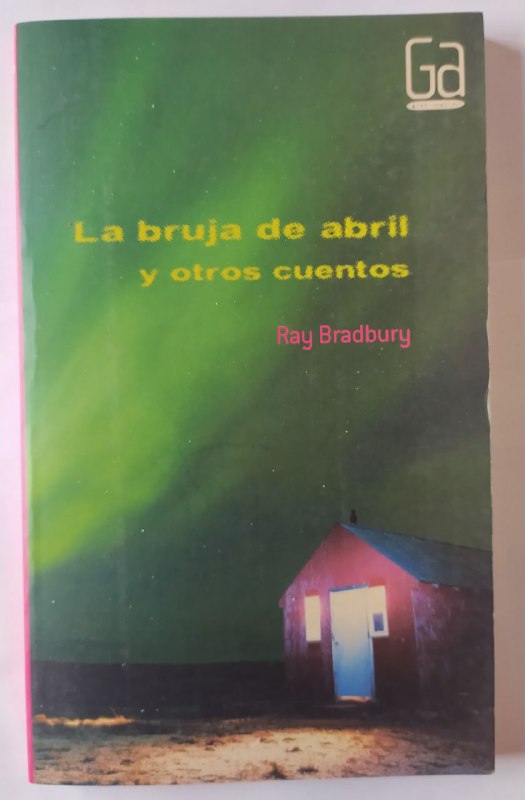 Ga
La bruja de abril
y otros cuentos
Ray Bradbury